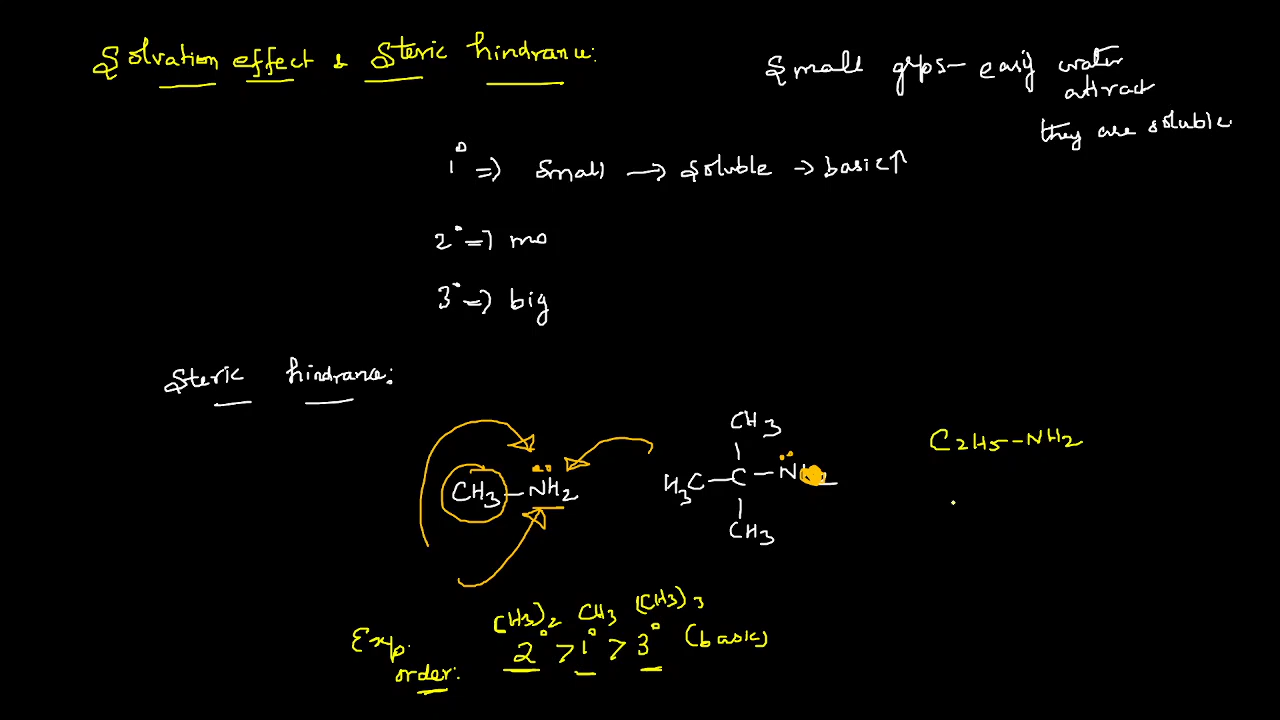 Solvation effect & Steric hindrance:
Small grps- easy water
attract
they are soluble
1° => small → soluble → basic↑
2° => mo
3° => big
Steric hindrance:
CH3
C2H5-NH2
CH3-NH2
H3C-C-N
CH3
(CH3)2 CH3 (CH3)3
Exp. order: 2° > 1° > 3° (basic)